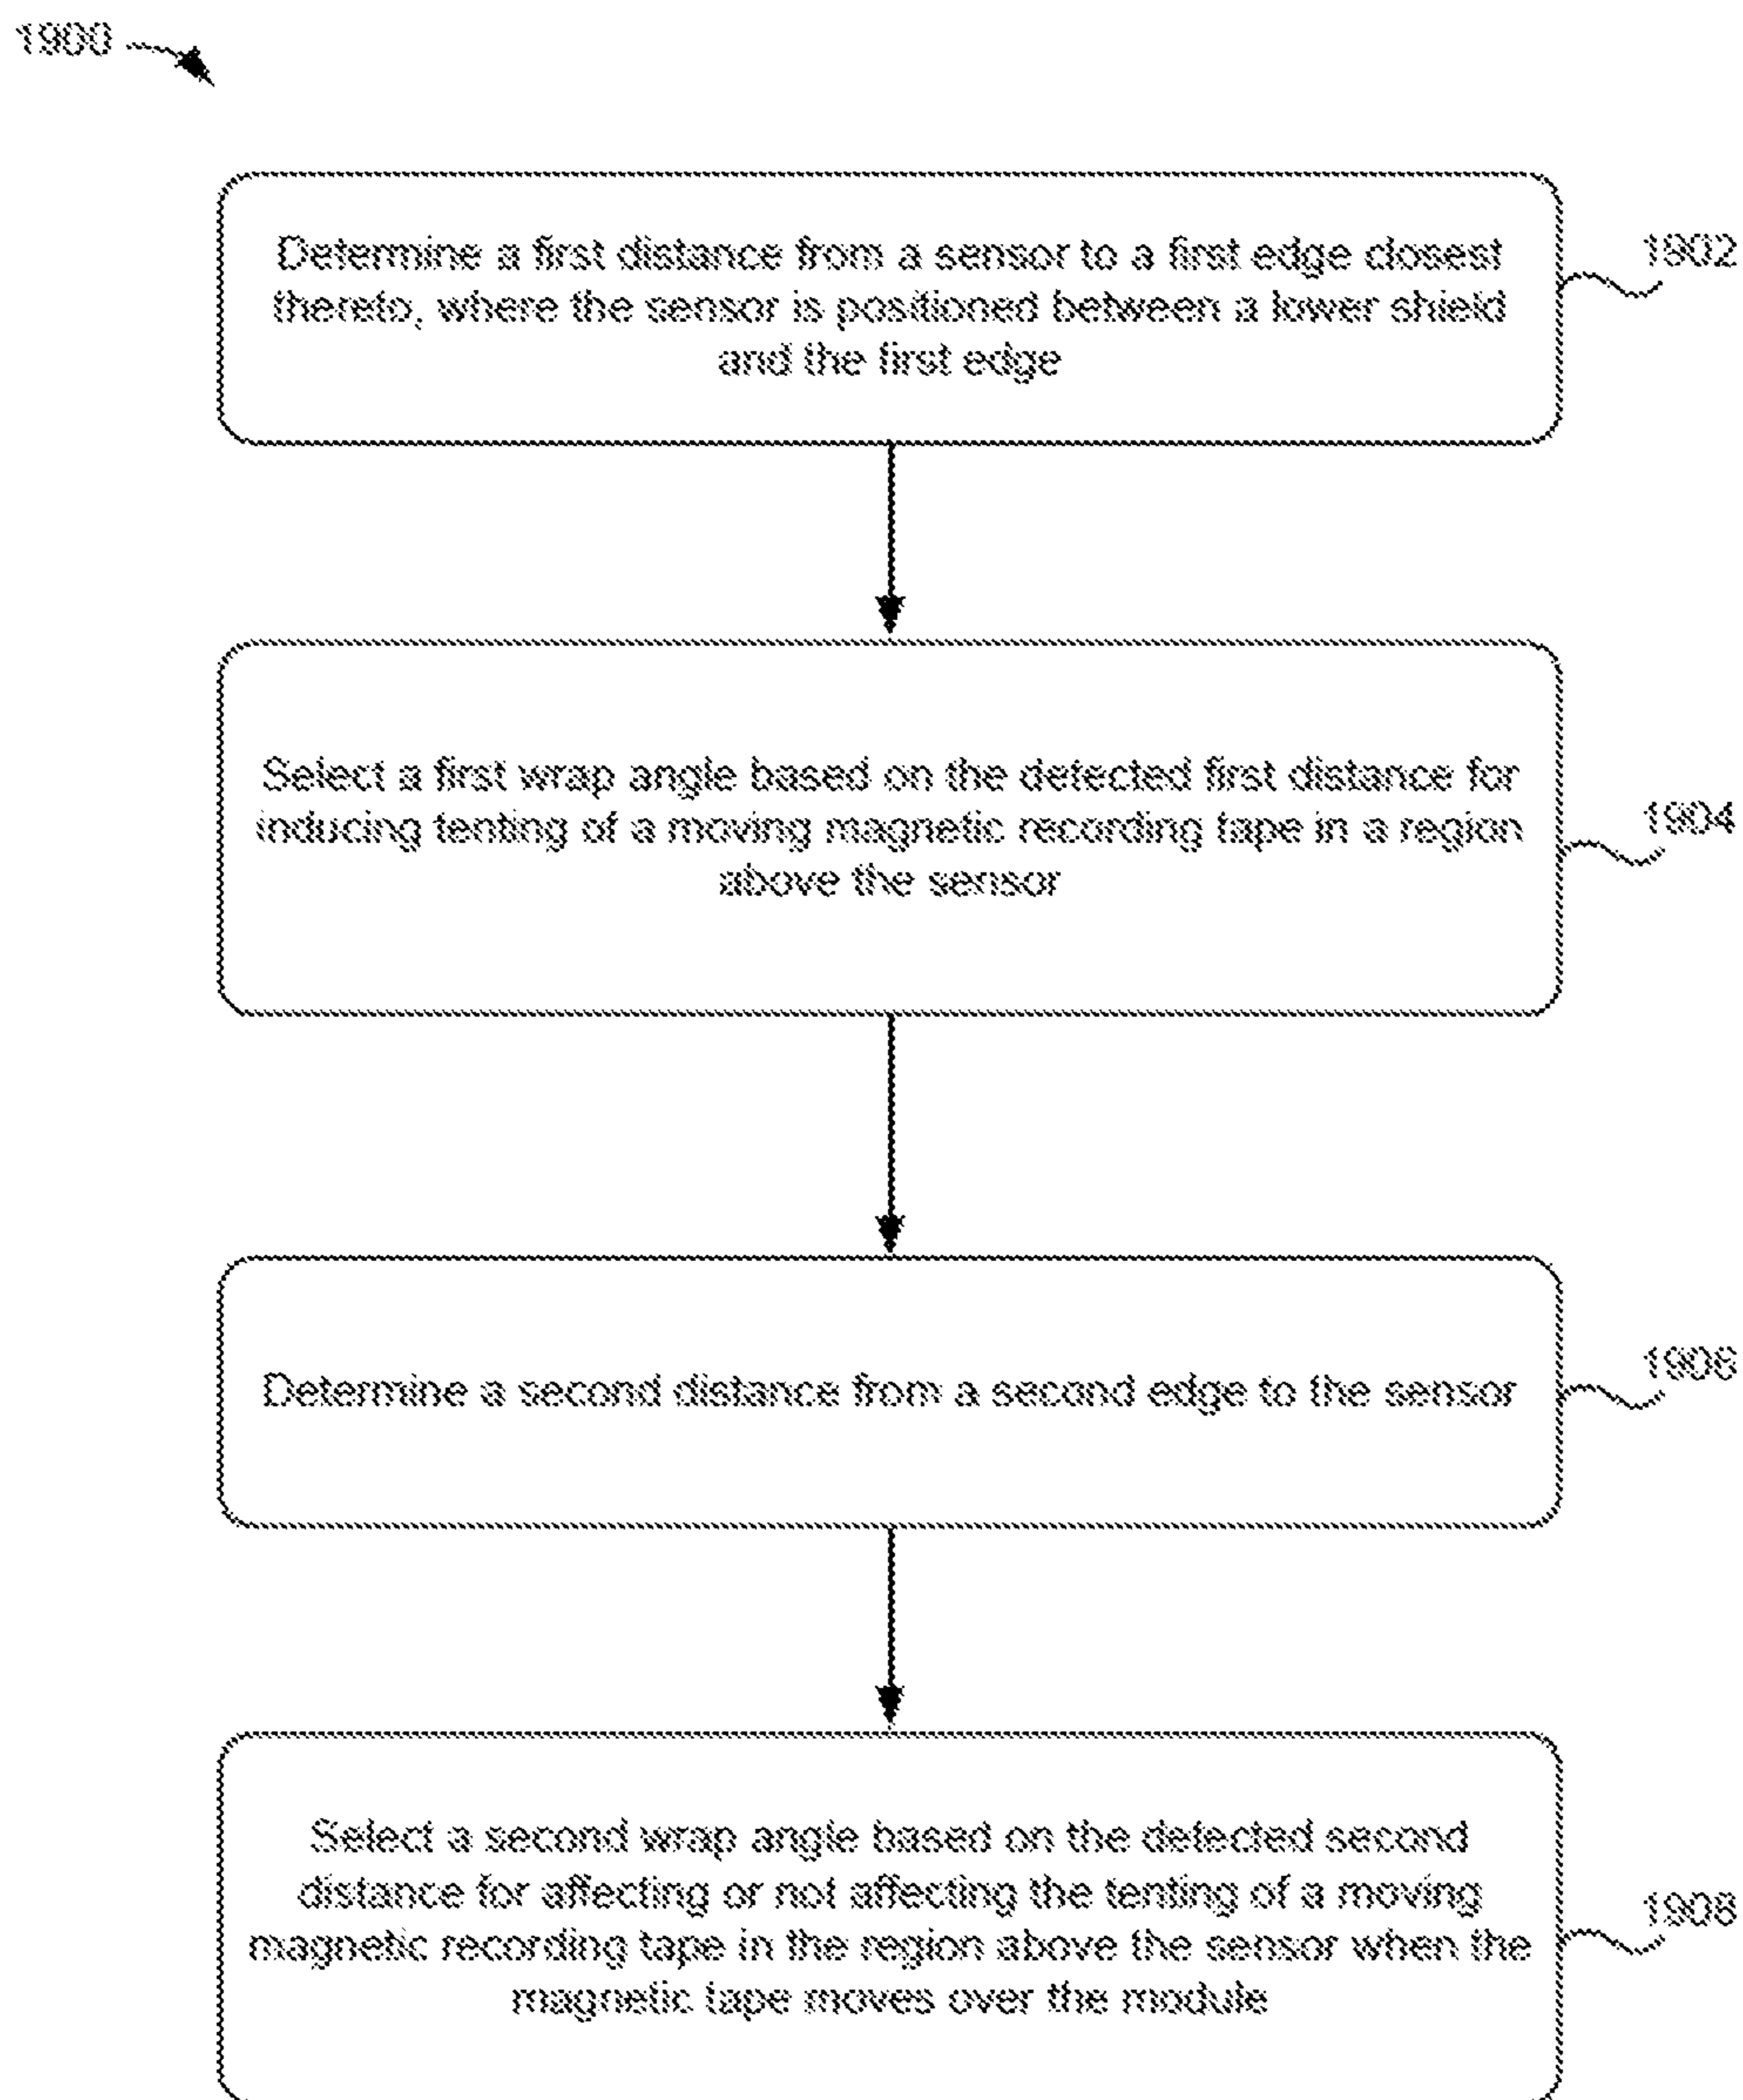 1900
Determine a first distance from a sensor to a first edge closest
thereto, where the sensor is positioned between a lower shield
and the first edge
1902
Select a first wrap angle based on the detected first distance for
inducing tenting of a moving magnetic recording tape in a region
above the sensor
1904
Determine a second distance from a second edge to the sensor
1906
Select a second wrap angle based on the detected second
distance for affecting or not affecting the tenting of a moving
magnetic recording tape in the region above the sensor when the
magnetic tape moves over the module
1908